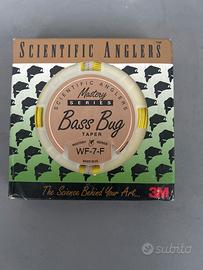 SCIENTIFIC ANGLERS
SCIENTIFIC ANGLERS
Mastery
SERIES
Bass Bug
TAPER
WF-7-F
The Science Behind Your Art...
3M
subito